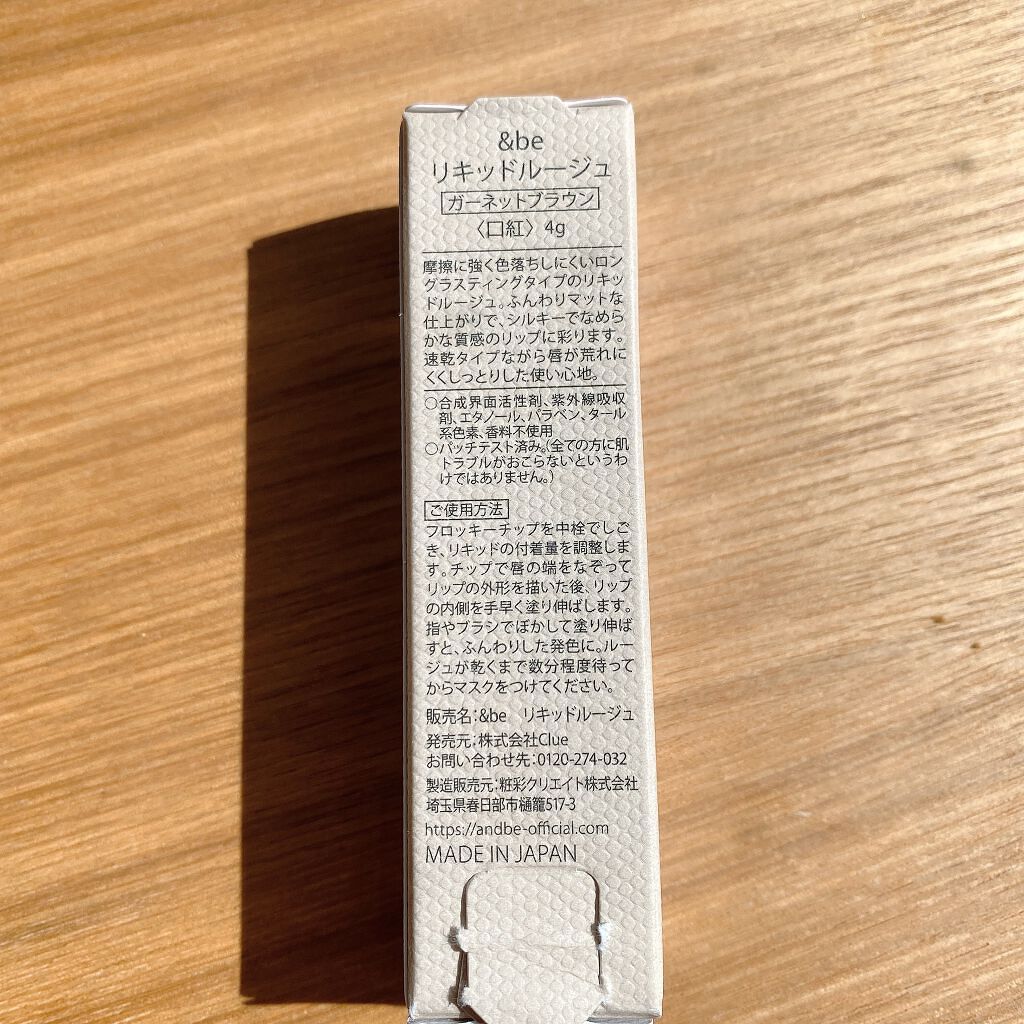 &be
リキッドルージュ
ガーネットブラウン
〈口紅〉 4g
摩擦に強く色落ちしにくいロン
グラスティングタイプのリキッ
ドルージュ。ふんわりマットな
仕上がりで、シルキーでなめら
かな質感のリップに彩ります。
速乾タイプながら唇が荒れに
くくしっとりした使い心地。
○合成界面活性剤、紫外線吸収
剤、エタノール、パラベン、タール
系色素、香料不使用
○パッチテスト済み。(全ての方に肌
トラブルがおこらないというわ
けではありません。)
ご使用方法
フロッキーチップを中栓でしご
き、リキッドの付着量を調整しま
す。チップで唇の端をなぞって
リップの外形を描いた後、リップ
の内側を手早く塗り伸ばします。
指やブラシでぼかして塗り伸ば
すと、ふんわりした発色に。ルー
ジュが乾くまで数分程度待って
からマスクをつけてください。
販売名:&be リキッドルージュ
発売元:株式会社Clue
お問い合わせ先:0120-274-032
製造販売元:粧彩クリエイト株式会社
埼玉県春日部市樋籠517-3
https://andbe-official.com
MADE IN JAPAN